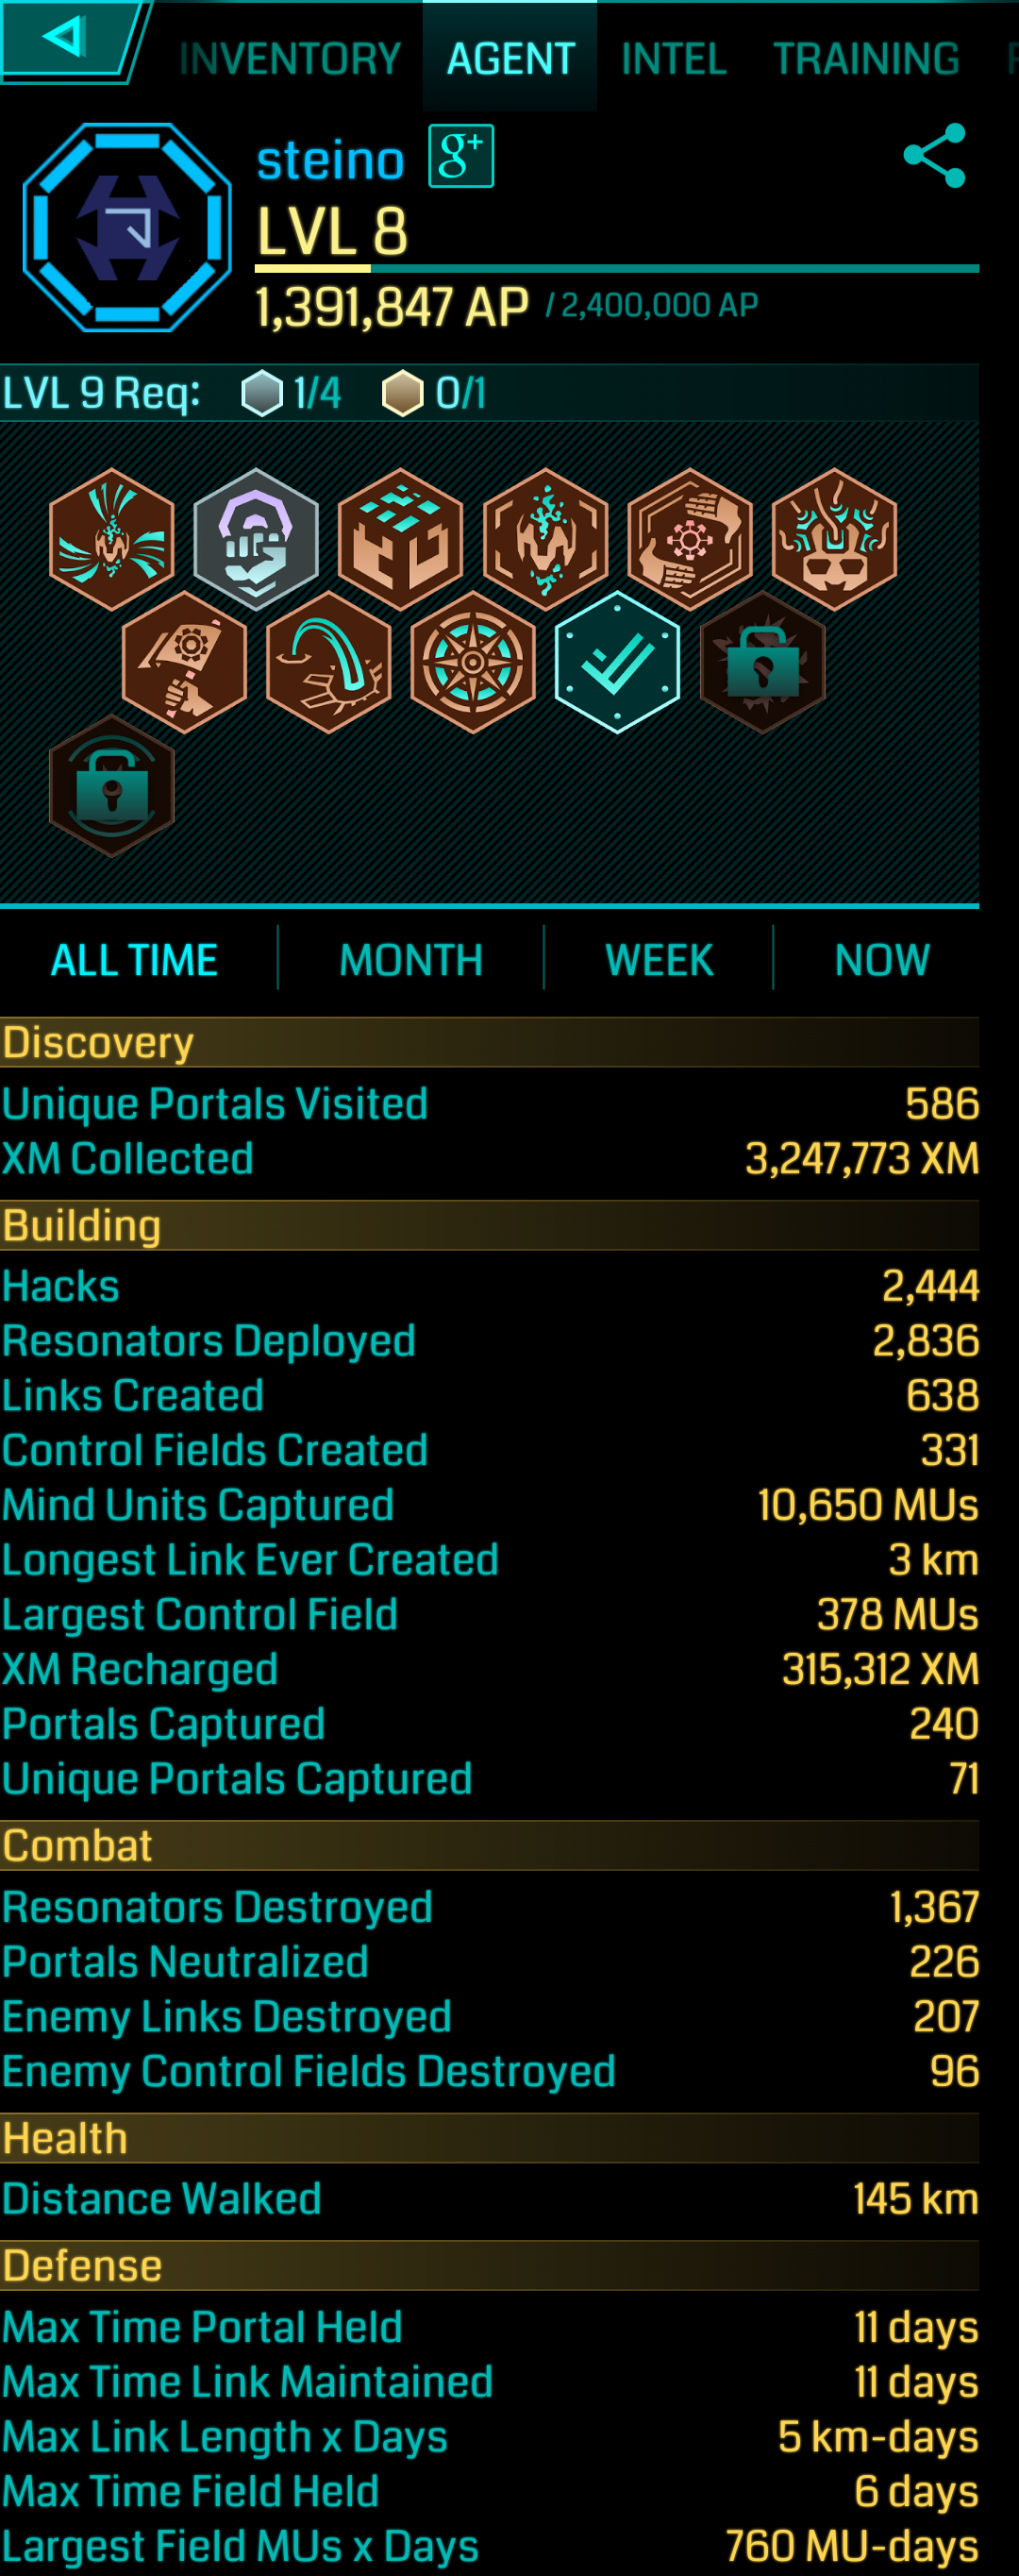 INVENTORY AGENT INTEL TRAINING
steino g+
LVL 8
1,391,847 AP / 2,400,000 AP
LVL 9 Req: 1/4 0/1
ALL TIME MONTH WEEK NOW
Discovery
Unique Portals Visited 586
XM Collected 3,247,773 XM
Building
Hacks 2,444
Resonators Deployed 2,836
Links Created 638
Control Fields Created 331
Mind Units Captured 10,650 MUs
Longest Link Ever Created 3 km
Largest Control Field 378 MUs
XM Recharged 315,312 XM
Portals Captured 240
Unique Portals Captured 71
Combat
Resonators Destroyed 1,367
Portals Neutralized 226
Enemy Links Destroyed 207
Enemy Control Fields Destroyed 96
Health
Distance Walked 145 km
Defense
Max Time Portal Held 11 days
Max Time Link Maintained 11 days
Max Link Length x Days 5 km-days
Max Time Field Held 6 days
Largest Field MUs x Days 760 MU-days